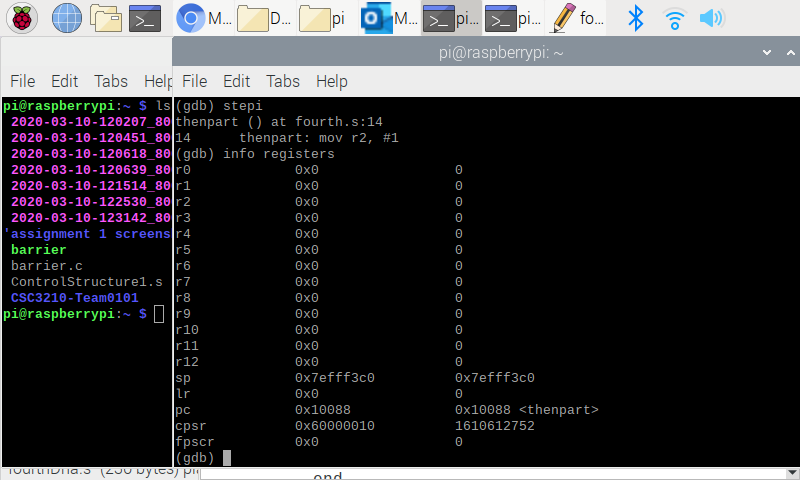 M...
D...
pi
M...
pi...
pi...
fo...
pi@raspberrypi: ~
File Edit Tabs Help
File Edit Tabs Help
pi@raspberrypi:~ $ ls
2020-03-10-120207_80
2020-03-10-120451_80
2020-03-10-120618_80
2020-03-10-120639_80
2020-03-10-121514_80
2020-03-10-122530_80
2020-03-10-123142_80
'assignment 1 screens
barrier
barrier.c
ControlStructure1.s
CSC3210-Team0101
pi@raspberrypi:~ $
(gdb) stepi
thenpart () at fourth.s:14
14 thenpart: mov r2, #1
(gdb) info registers
r0 0x0 0
r1 0x0 0
r2 0x0 0
r3 0x0 0
r4 0x0 0
r5 0x0 0
r6 0x0 0
r7 0x0 0
r8 0x0 0
r9 0x0 0
r10 0x0 0
r11 0x0 0
r12 0x0 0
sp 0x7efff3c0 0x7efff3c0
lr 0x0 0
pc 0x10088 0x10088 <thenpart>
cpsr 0x60000010 1610612752
fpscr 0x0 0
(gdb)
end